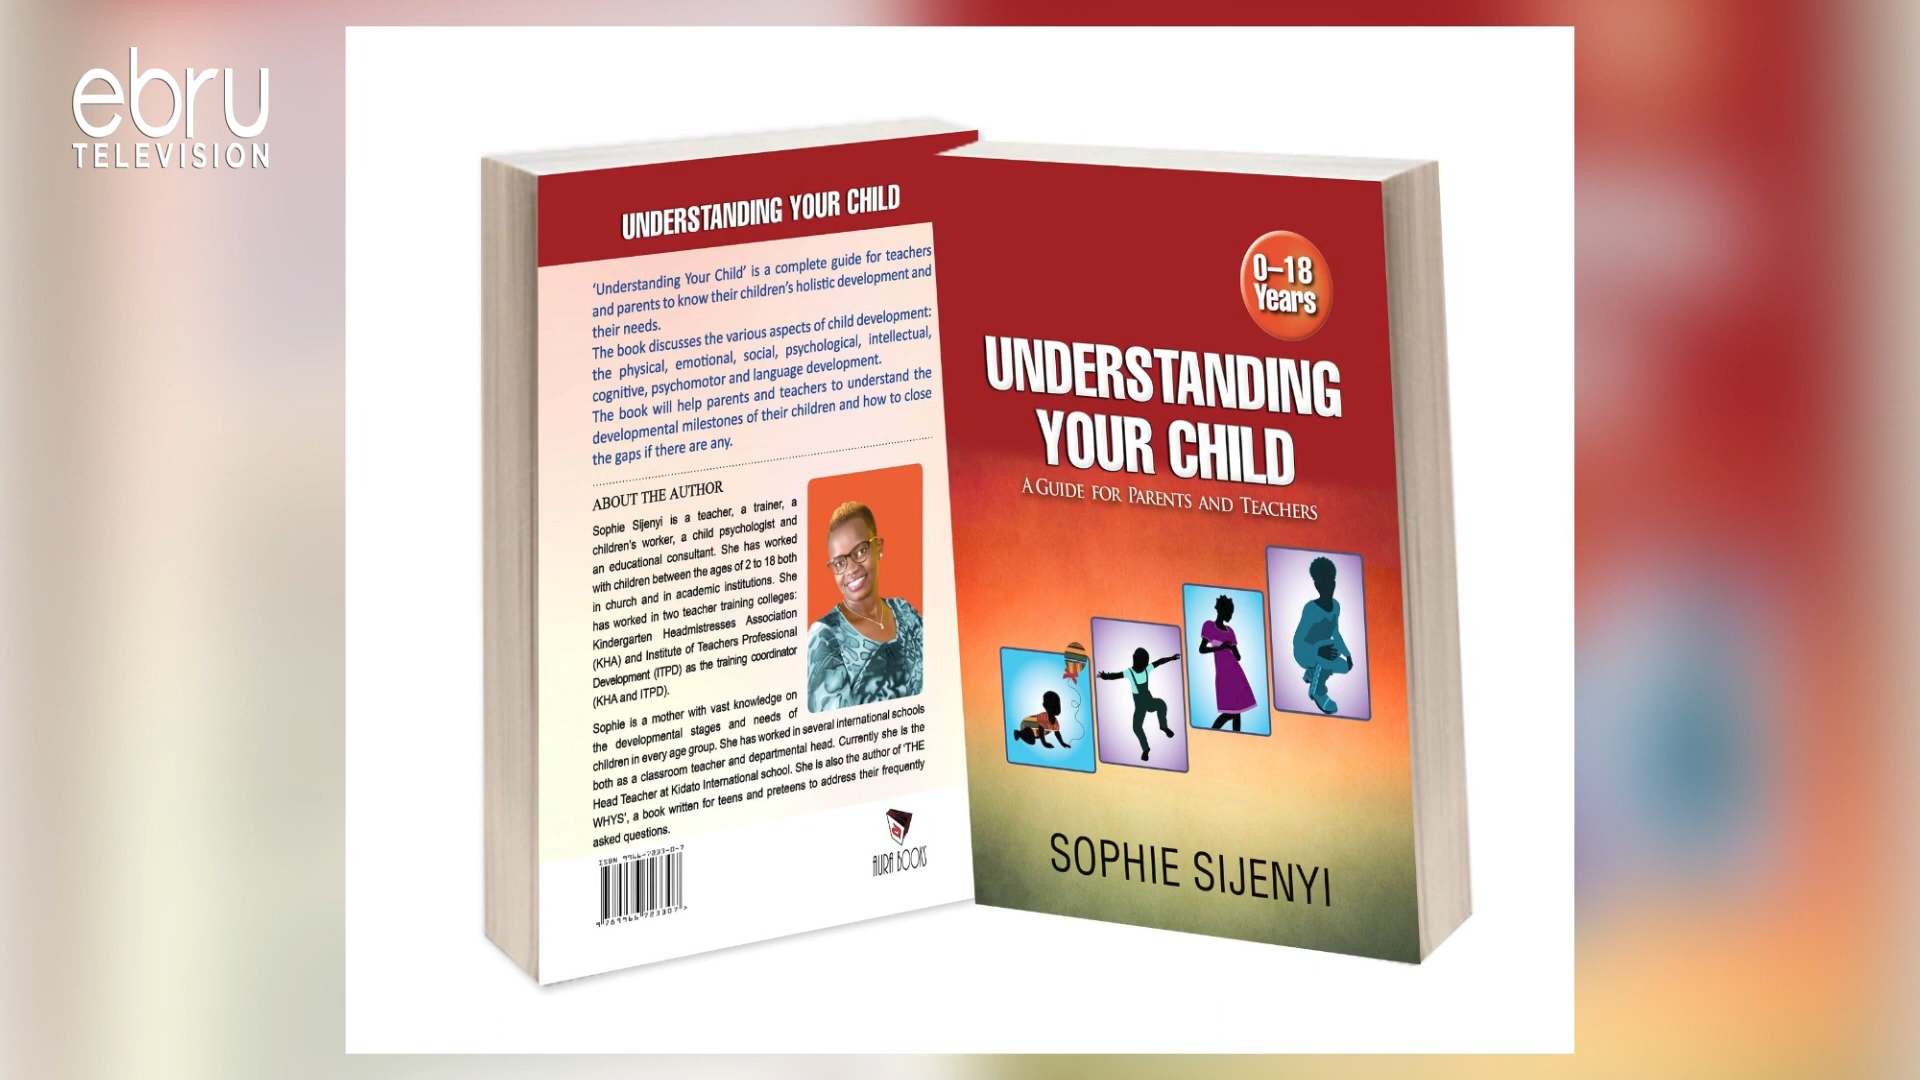 ebru
TELEVISION
UNDERSTANDING YOUR CHILD
‘Understanding Your Child’ is a complete guide for teachers
and parents to know their children’s holistic development and
their needs.
The book discusses the various aspects of child development:
the physical, emotional, social, psychological, intellectual,
cognitive, psychomotor and language development.
The book will help parents and teachers to understand the
developmental milestones of their children and how to close
the gaps if there are any.
ABOUT THE AUTHOR
Sophie Sijenyi is a teacher, a trainer, a
children’s worker, a child psychologist and
an educational consultant. She has worked
with children between the ages of 2 to 18 both
in church and in academic institutions. She
has worked in two teacher training colleges:
Kindergarten Headmistresses Association
(KHA) and Institute of Teachers Professional
Development (ITPD) as the training coordinator
(KHA and ITPD).
Sophie is a mother with vast knowledge on
the developmental stages and needs of
children in every age group. She has worked in several international schools
both as a classroom teacher and departmental head. Currently she is the
Head Teacher at Kidato International school. She is also the author of ‘THE
WHYS’, a book written for teens and preteens to address their frequently
asked questions.
ISBN 9966-7233-0-7
9 789966 723307 >
a
AURA BOOKS
0–18
Years
UNDERSTANDING
YOUR CHILD
A GUIDE FOR PARENTS AND TEACHERS
SOPHIE SIJENYI